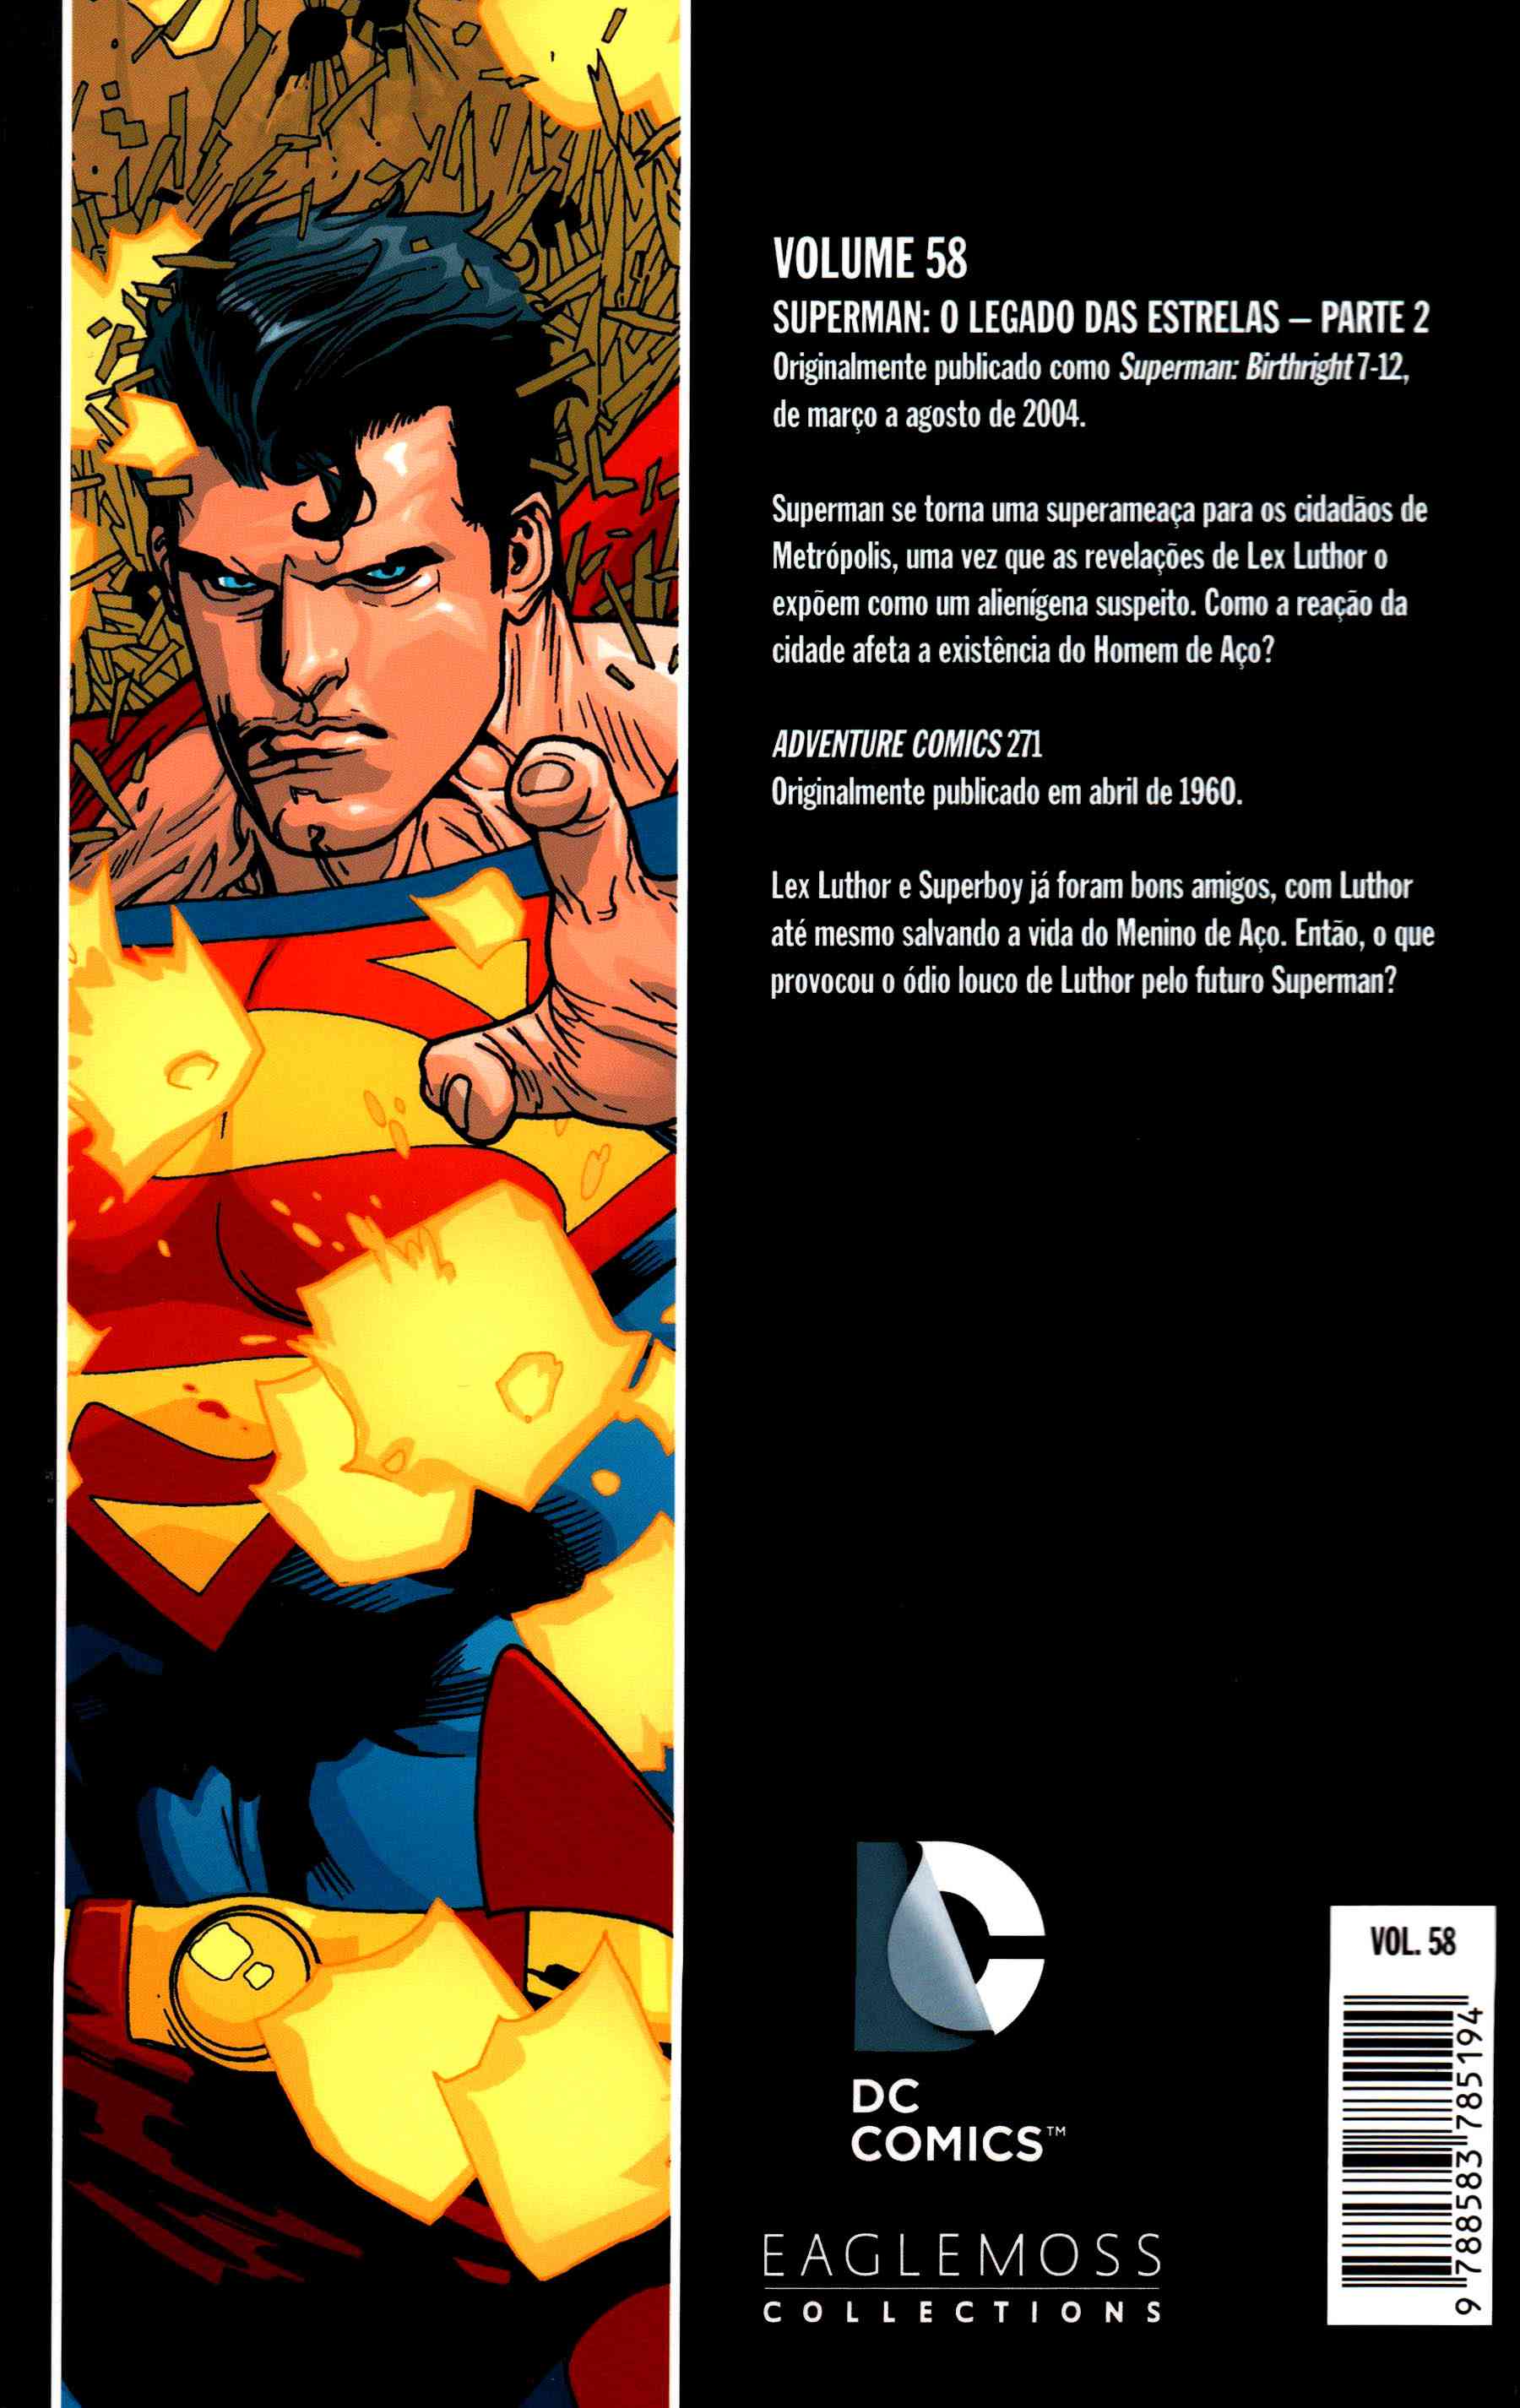 VOLUME 58
SUPERMAN: O LEGADO DAS ESTRELAS – PARTE 2
Originalmente publicado como Superman: Birthright 7-12,
de março a agosto de 2004.
Superman se torna uma superameaça para os cidadãos de
Metrópolis, uma vez que as revelações de Lex Luthor o
expõem como um alienígena suspeito. Como a reação da
cidade afeta a existência do Homem de Aço?
ADVENTURE COMICS 271
Originalmente publicado em abril de 1960.
Lex Luthor e Superboy já foram bons amigos, com Luthor
até mesmo salvando a vida do Menino de Aço. Então, o que
provocou o ódio louco de Luthor pelo futuro Superman?
DC
COMICS™
EAGLEMOSS
COLLECTIONS
VOL. 58
9 788583 785194